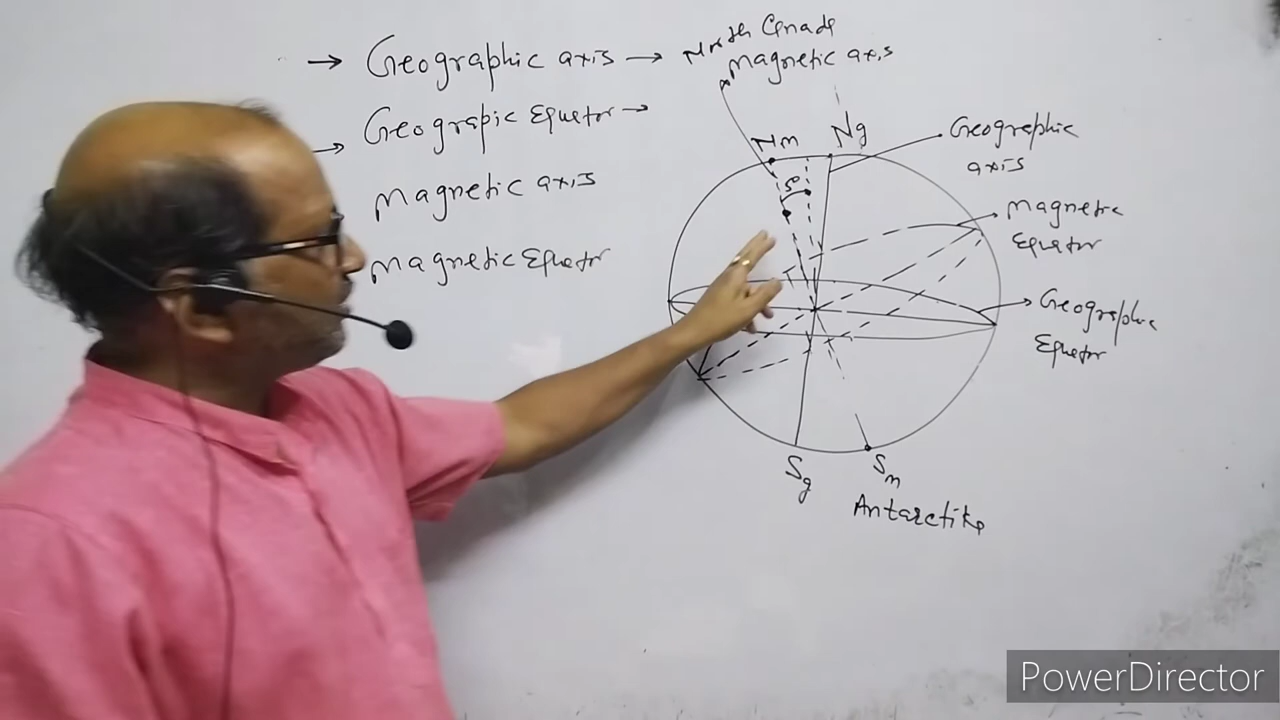 → Geographic axis →
Geograpic Equator →
→
Magnetic axis
Magnetic Equator
North Canada
Magnetic axis
Nm
Ng
Geographic
axis
Magnetic
Equator
Geographic
Equator
Sg
Sm
Antarctika
PowerDirector